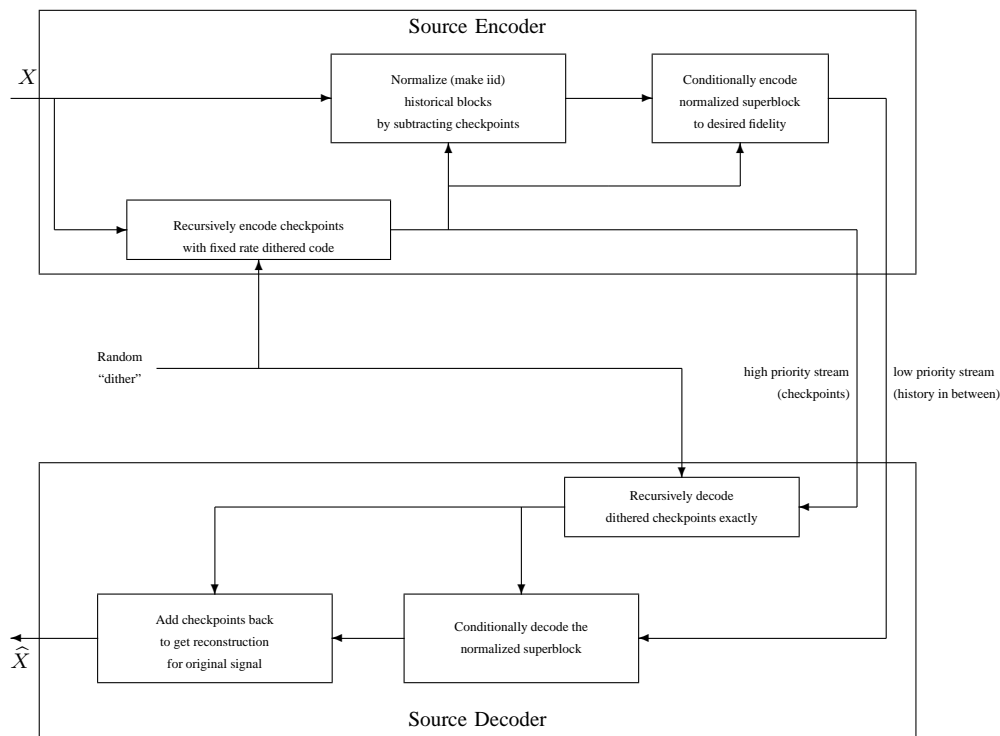 Source Encoder
X
Normalize (make iid)
historical blocks
by subtracting checkpoints
Conditionally encode
normalized superblock
to desired fidelity
Recursively encode checkpoints
with fixed rate dithered code
Random
“dither”
high priority stream
(checkpoints)
low priority stream
(history in between)
Recursively decode
dithered checkpoints exactly
Add checkpoints back
to get reconstruction
for original signal
Conditionally decode the
normalized superblock
X̂
Source Decoder